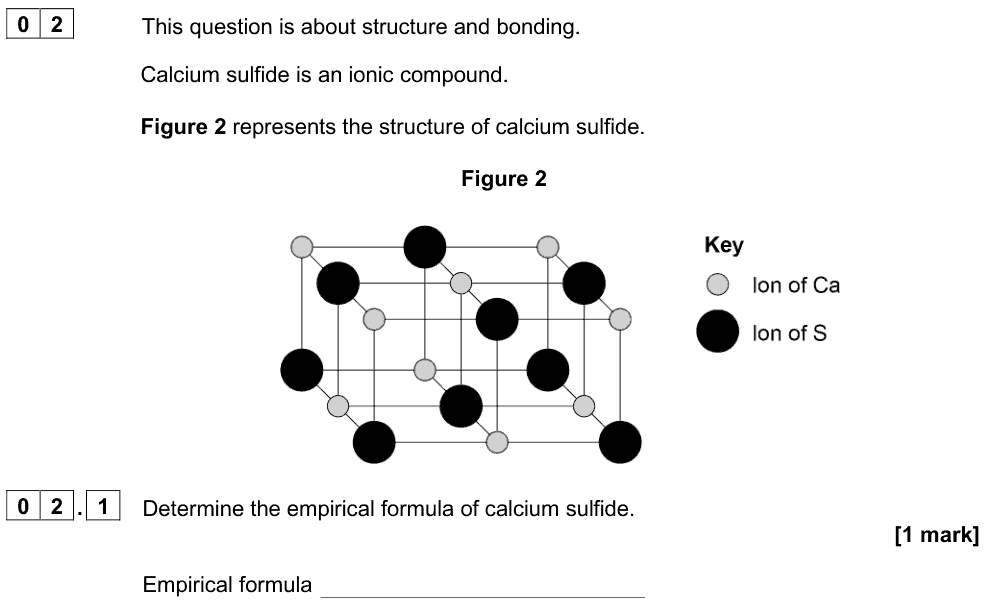 0 2 This question is about structure and bonding.
Calcium sulfide is an ionic compound.
Figure 2 represents the structure of calcium sulfide.
Figure 2
Key
Ion of Ca
Ion of S
0 2 . 1 Determine the empirical formula of calcium sulfide.
[1 mark]
Empirical formula